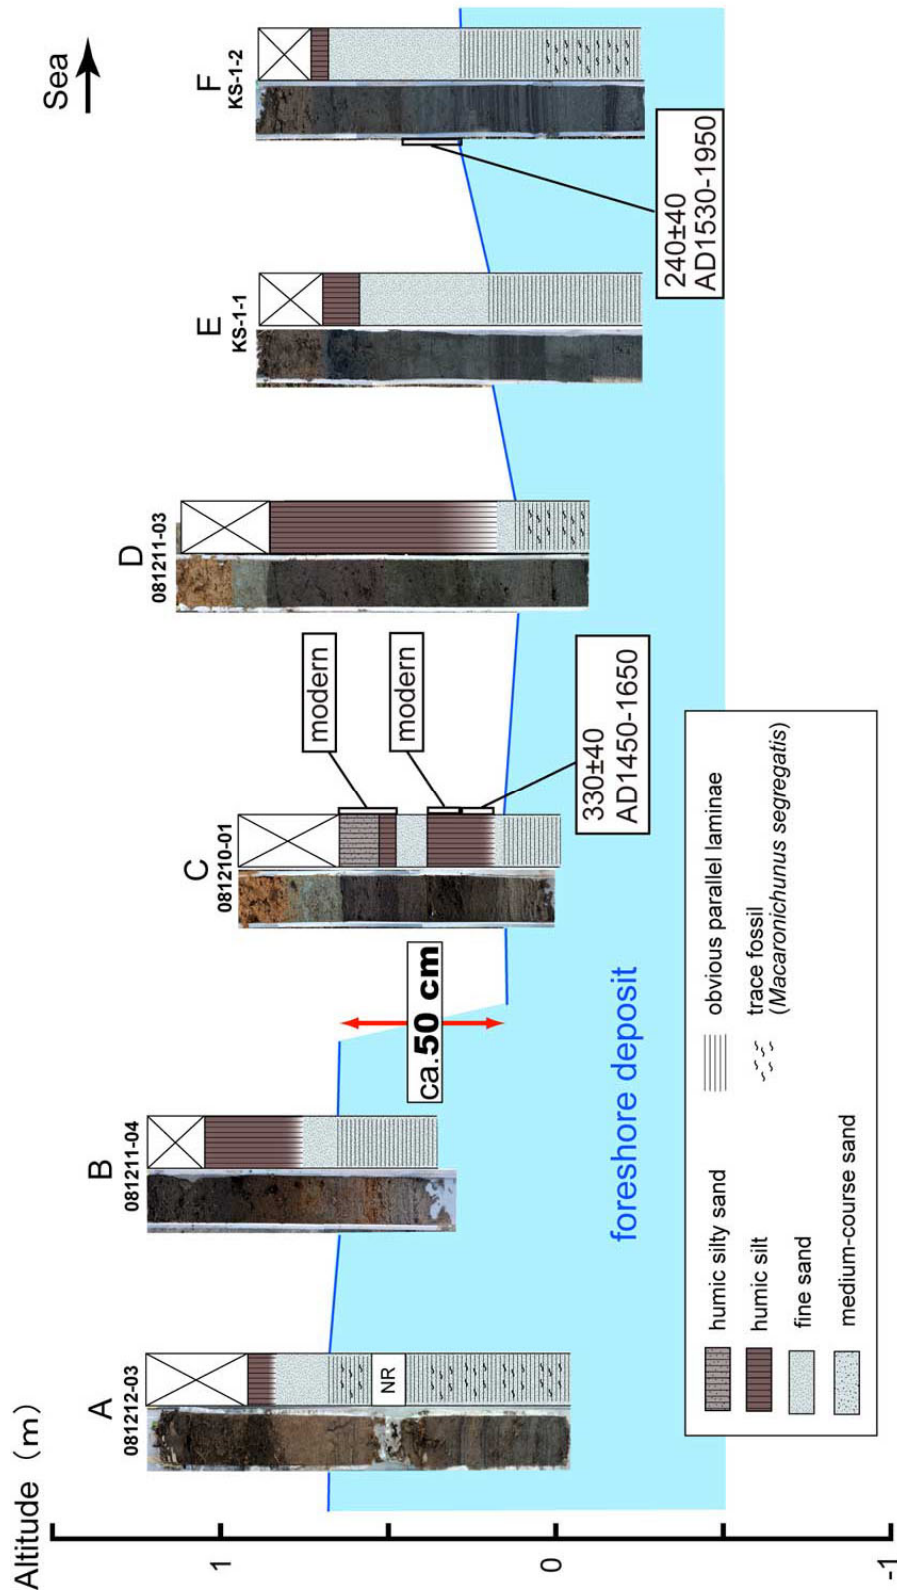 Altitude (m)
1
0
-1
A
081212-03
NR
B
081211-04
ca.50 cm
C
081210-01
modern
modern
330±40
AD1450-1650
D
081211-03
E
KS-1-1
F
KS-1-2
240±40
AD1530-1950
Sea
foreshore deposit
humic silty sand
humic silt
fine sand
medium-course sand
obvious parallel laminae
trace fossil
(Macaronichunus segregatis)